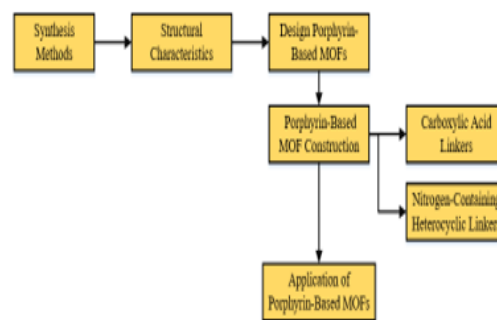 Synthesis
Methods
Structural
Characteristics
Design Porphyrin-
Based MOFs
Porphyrin-Based
MOF Construction
Carboxylic Acid
Linkers
Nitrogen-Containing
Heterocyclic Linkers
Application of
Porphyrin-Based MOFs